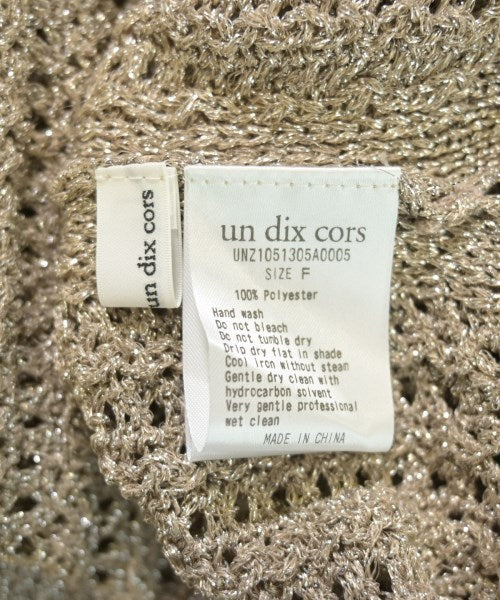 un dix cors
un dix cors
UNZ1051305A0005
SIZE F
100% Polyester
Hand wash
Do not bleach
Do not tumble dry
Drip dry flat in shade
Cool iron without steam
Gentle dry clean with
hydrocarbon solvent
Very gentle professional
wet clean
MADE IN CHINA